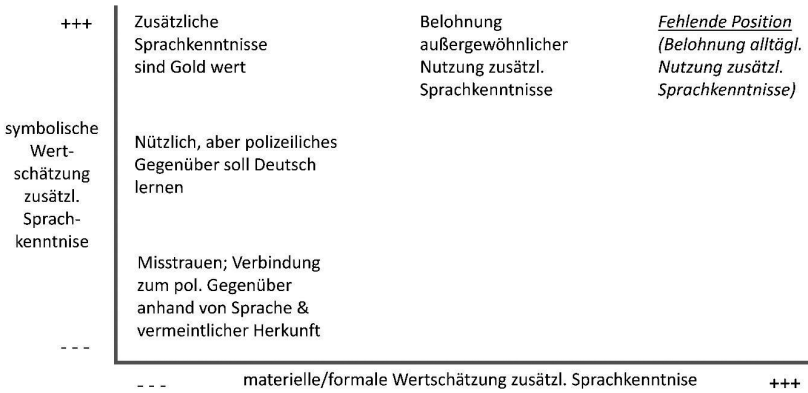 +++
Zusätzliche
Sprachkenntnisse
sind Gold wert
Belohnung
außergewöhnlicher
Nutzung zusätzl.
Sprachkenntnisse
Fehlende Position
(Belohnung alltägl.
Nutzung zusätzl.
Sprachkenntnisse)
symbolische
Wert-
schätzung
zusätzl.
Sprach-
kenntnise
Nützlich, aber polizeiliches
Gegenüber soll Deutsch
lernen
Misstrauen; Verbindung
zum pol. Gegenüber
anhand von Sprache &
vermeintlicher Herkunft
- - -
- - -
materielle/formale Wertschätzung zusätzl. Sprachkenntnise
+++